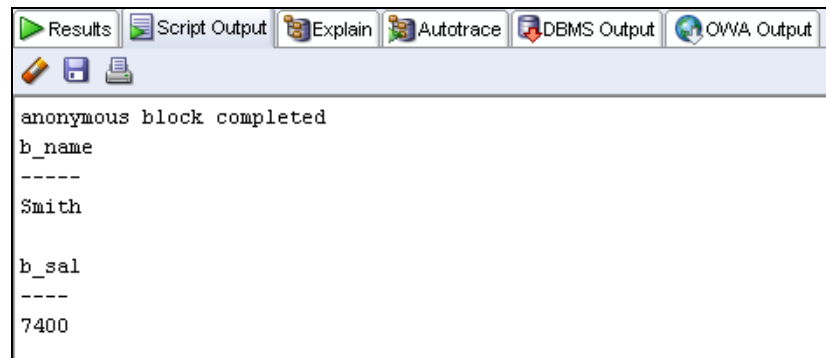 Results Script Output Explain Autotrace DBMS Output OWA Output
anonymous block completed
b_name
-----
Smith
b_sal
----
7400